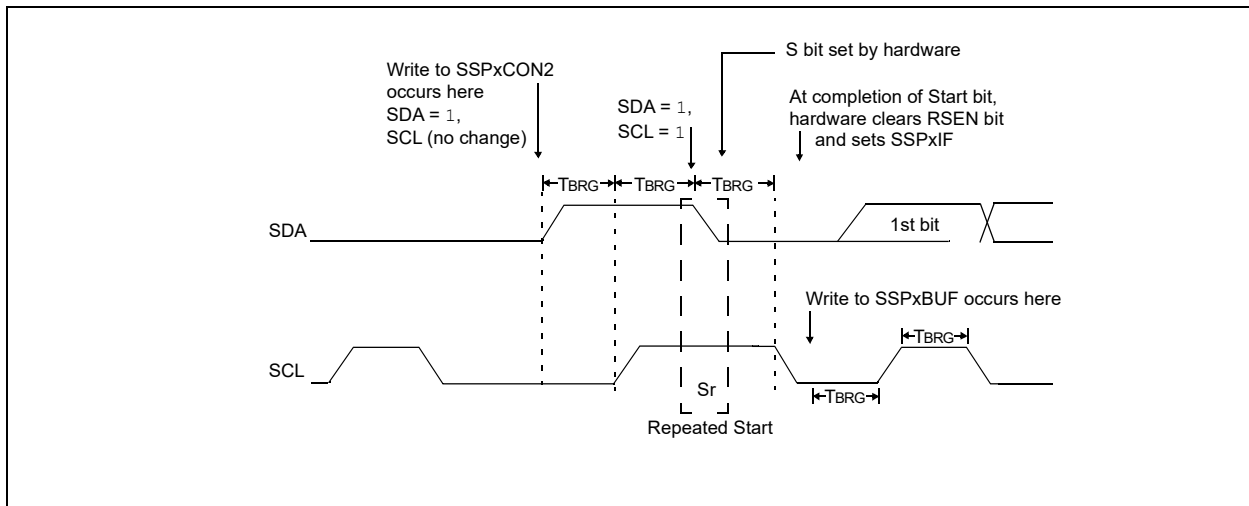 S bit set by hardware
Write to SSPxCON2
occurs here
SDA = 1,
SCL (no change)
SDA = 1,
SCL = 1
At completion of Start bit,
hardware clears RSEN bit
and sets SSPxIF
TBRG TBRG TBRG
SDA
1st bit
Write to SSPxBUF occurs here
TBRG
SCL
Sr
TBRG
Repeated Start